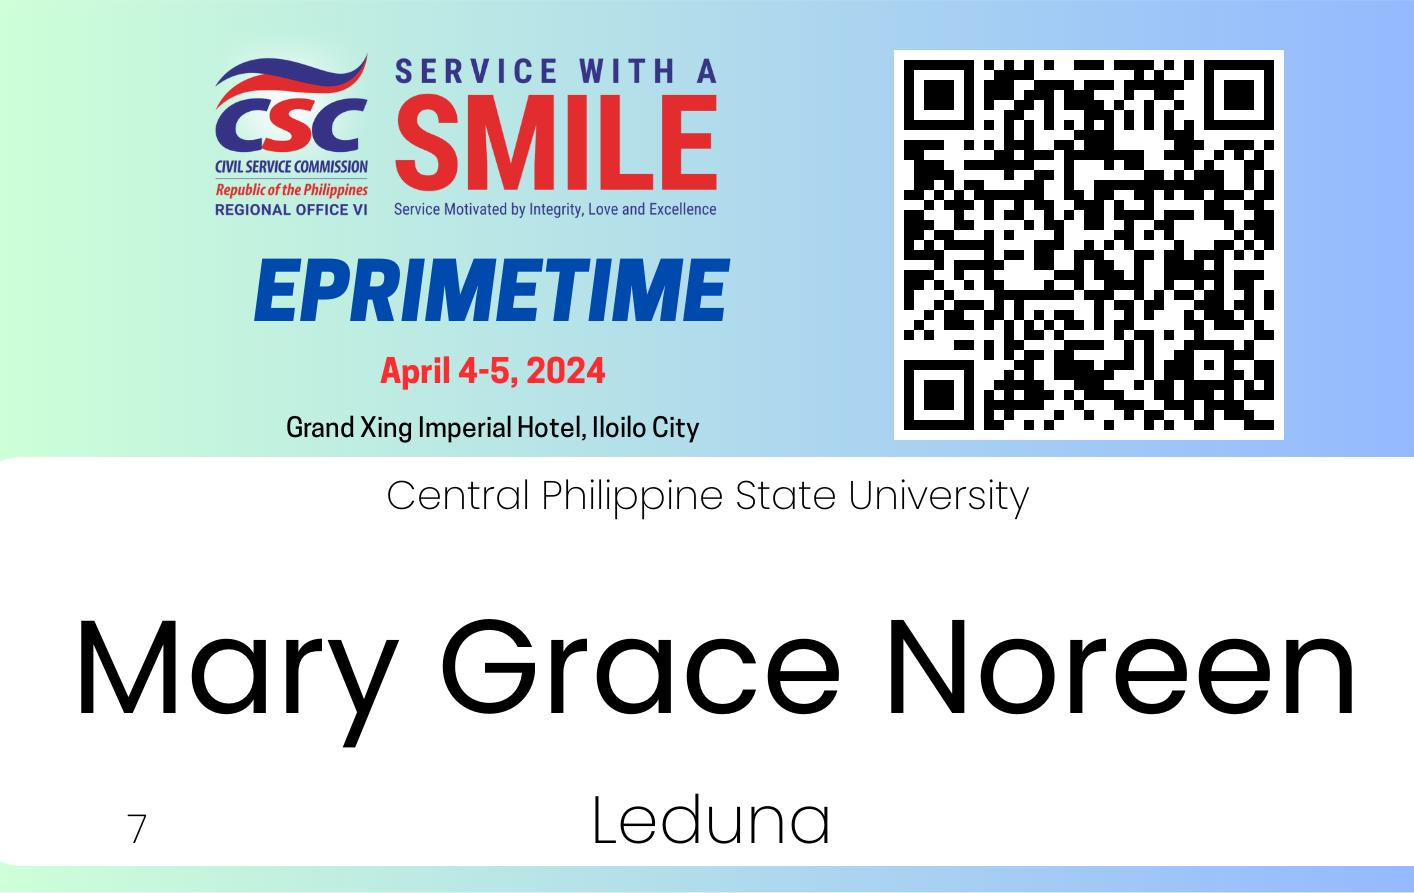 CSC
CIVIL SERVICE COMMISSION
Republic of the Philippines
REGIONAL OFFICE VI
SERVICE WITH A
SMILE
Service Motivated by Integrity, Love and Excellence
EPRIMETIME
April 4-5, 2024
Grand Xing Imperial Hotel, Iloilo City
Central Philippine State University
Mary Grace Noreen
Leduna
7